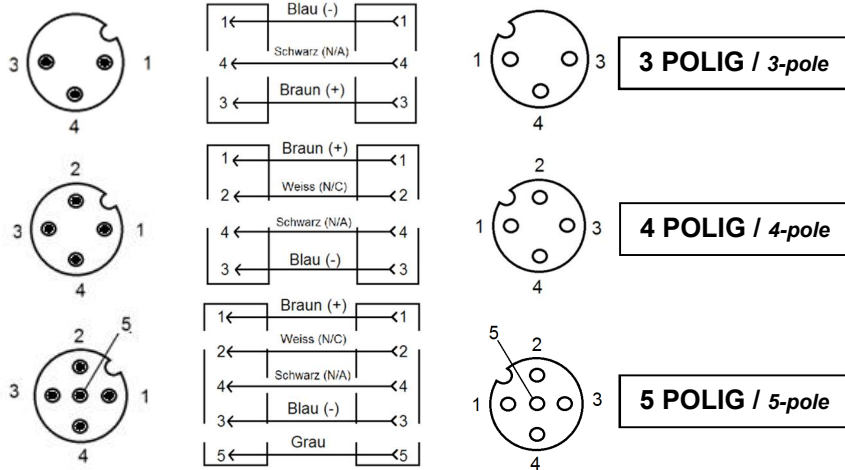 Blau (-)
1 1
3 1 Schwarz (N/A) 1 3 3 POLIG / 3-pole
4 4
Braun (+)
3 3
4 4
Braun (+)
1 1
2 Weiss (N/C) 2
2 2
3 1 Schwarz (N/A) 1 3 4 POLIG / 4-pole
4 4
Blau (-)
3 3
4 4
Braun (+)
1 1
5 5
2 Weiss (N/C) 2
2 2
Schwarz (N/A)
3 1 4 4 1 3 5 POLIG / 5-pole
Blau (-)
3 3
Grau
4 5 5 4